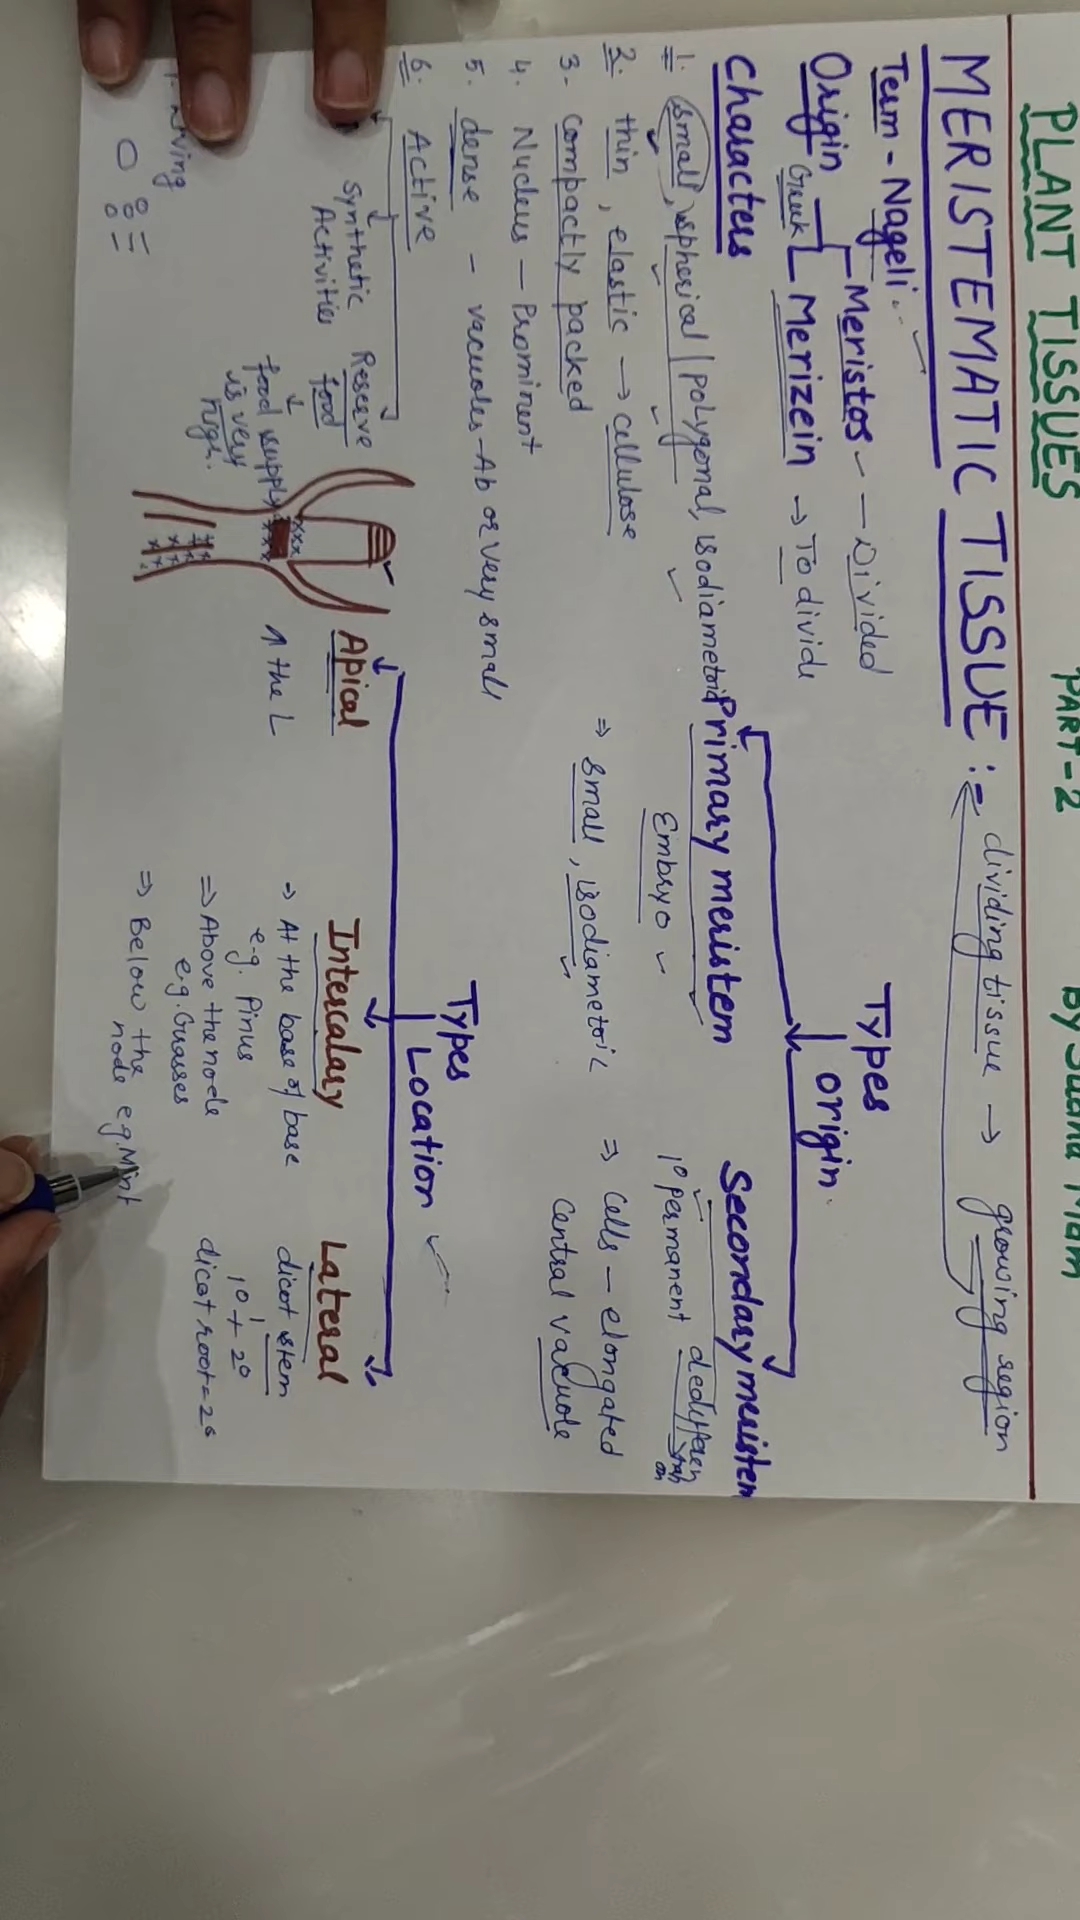 PLANT TISSUES PART-2
MERISTEMATIC TISSUE :- dividing tissue → growing region
Term - Nageli
Origin Meristos - Divided
Greek Merizein → To divide
Characters
1. Small, spherical / polygonal, isodiametric
2. thin, elastic → cellulose
3. Compactly packed
4. Nucleus - Prominent
5. dense - vacuoles - Ab or very small
6. Active
Synthetic Activities
Reserve food
food supply is very high.
Types
origin
Primary meristem
Embryo
⇒ small, isodiametric
Secondary meristem
1° permanent dedifferentiation
⇒ Cells - elongated
Central vacuole
Types
Location
Apical
↑ the L
Intercalary
→ At the base of base
e.g. Pinus
⇒ Above the node
e.g. Grasses
⇒ Below the
node e.g. Mint
Lateral
dicot stem
1° + 2°
dicot root = 2°